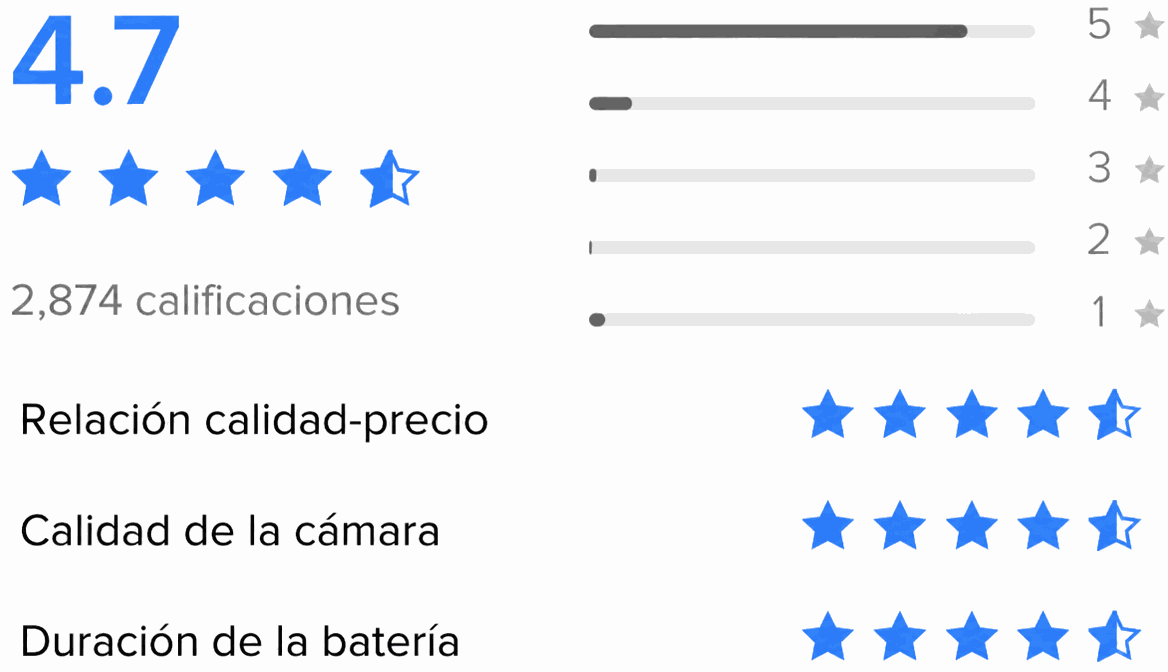 4.7
2,874 calificaciones
5
4
3
2
1
Relación calidad-precio
Calidad de la cámara
Duración de la batería